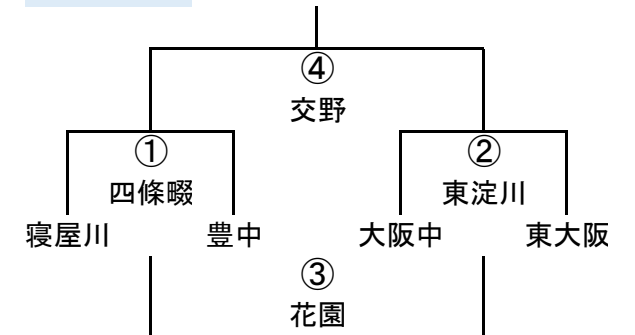 ④
交野
① ②
四條畷 東淀川
寝屋川 豊中 大阪中 東大阪
③
花園